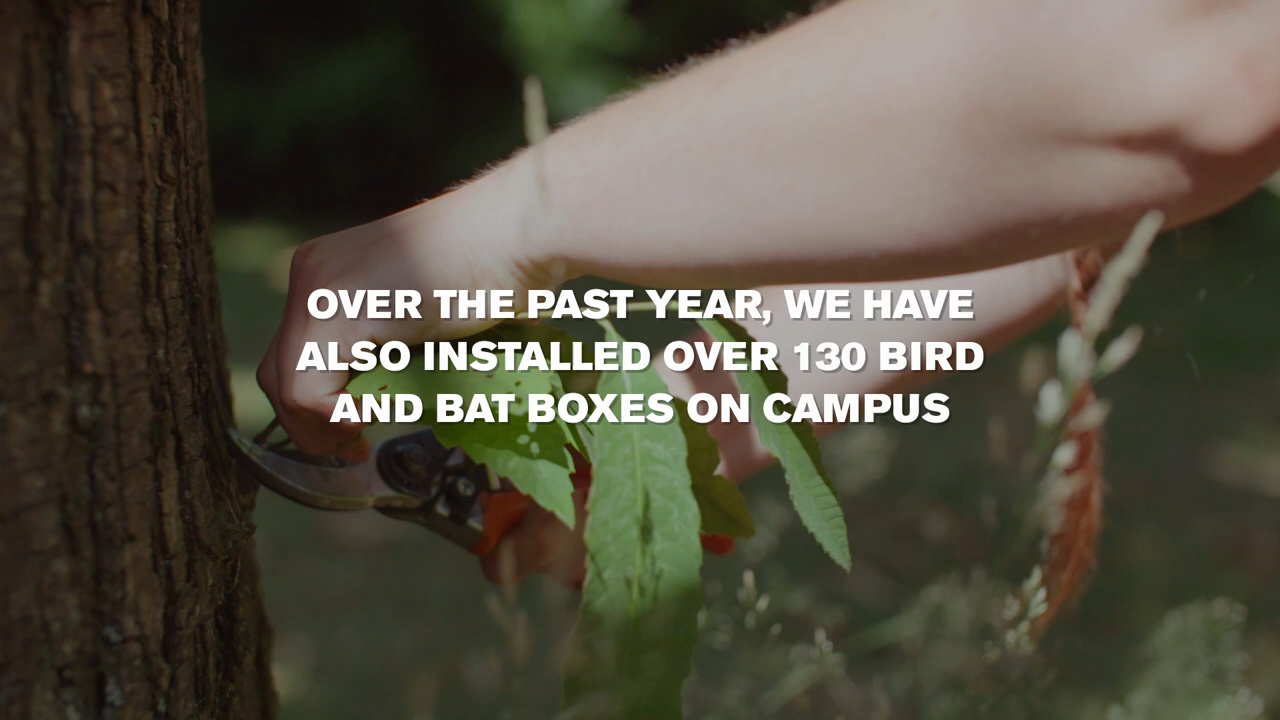 OVER THE PAST YEAR, WE HAVE
ALSO INSTALLED OVER 130 BIRD
AND BAT BOXES ON CAMPUS